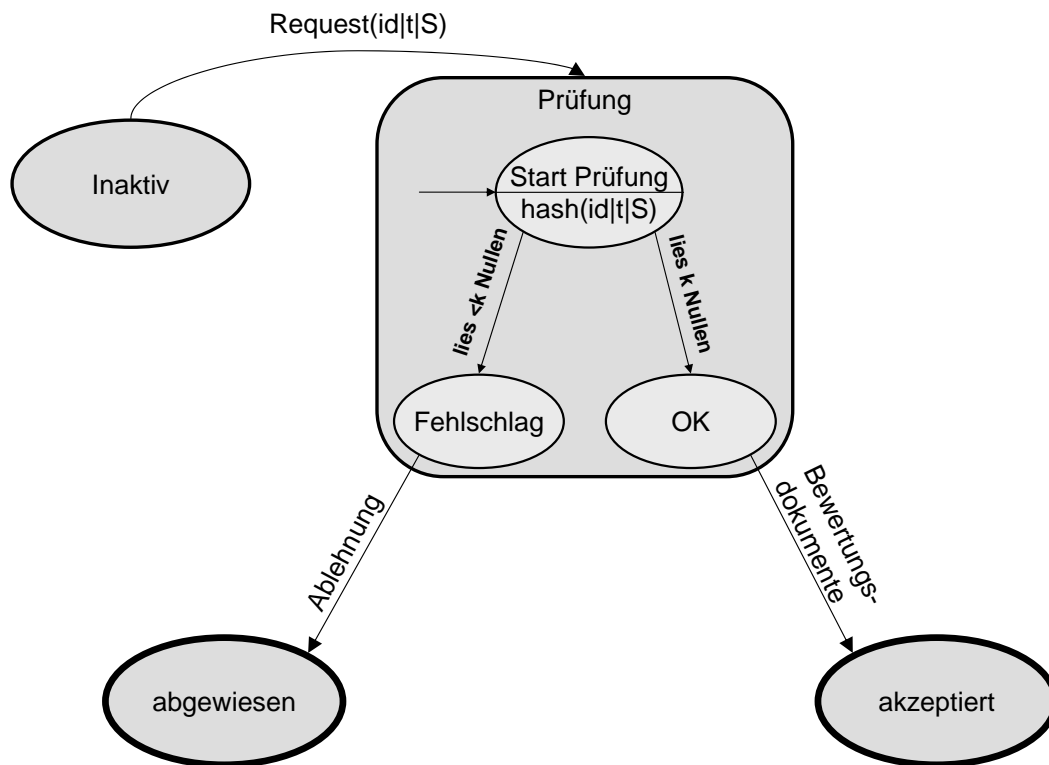 Request(id|t|S)
Prüfung
Inaktiv
Start Prüfung
hash(id|t|S)
lies <k Nullen
lies k Nullen
Fehlschlag
OK
Ablehnung
Bewertungs-
dokumente
abgewiesen
akzeptiert